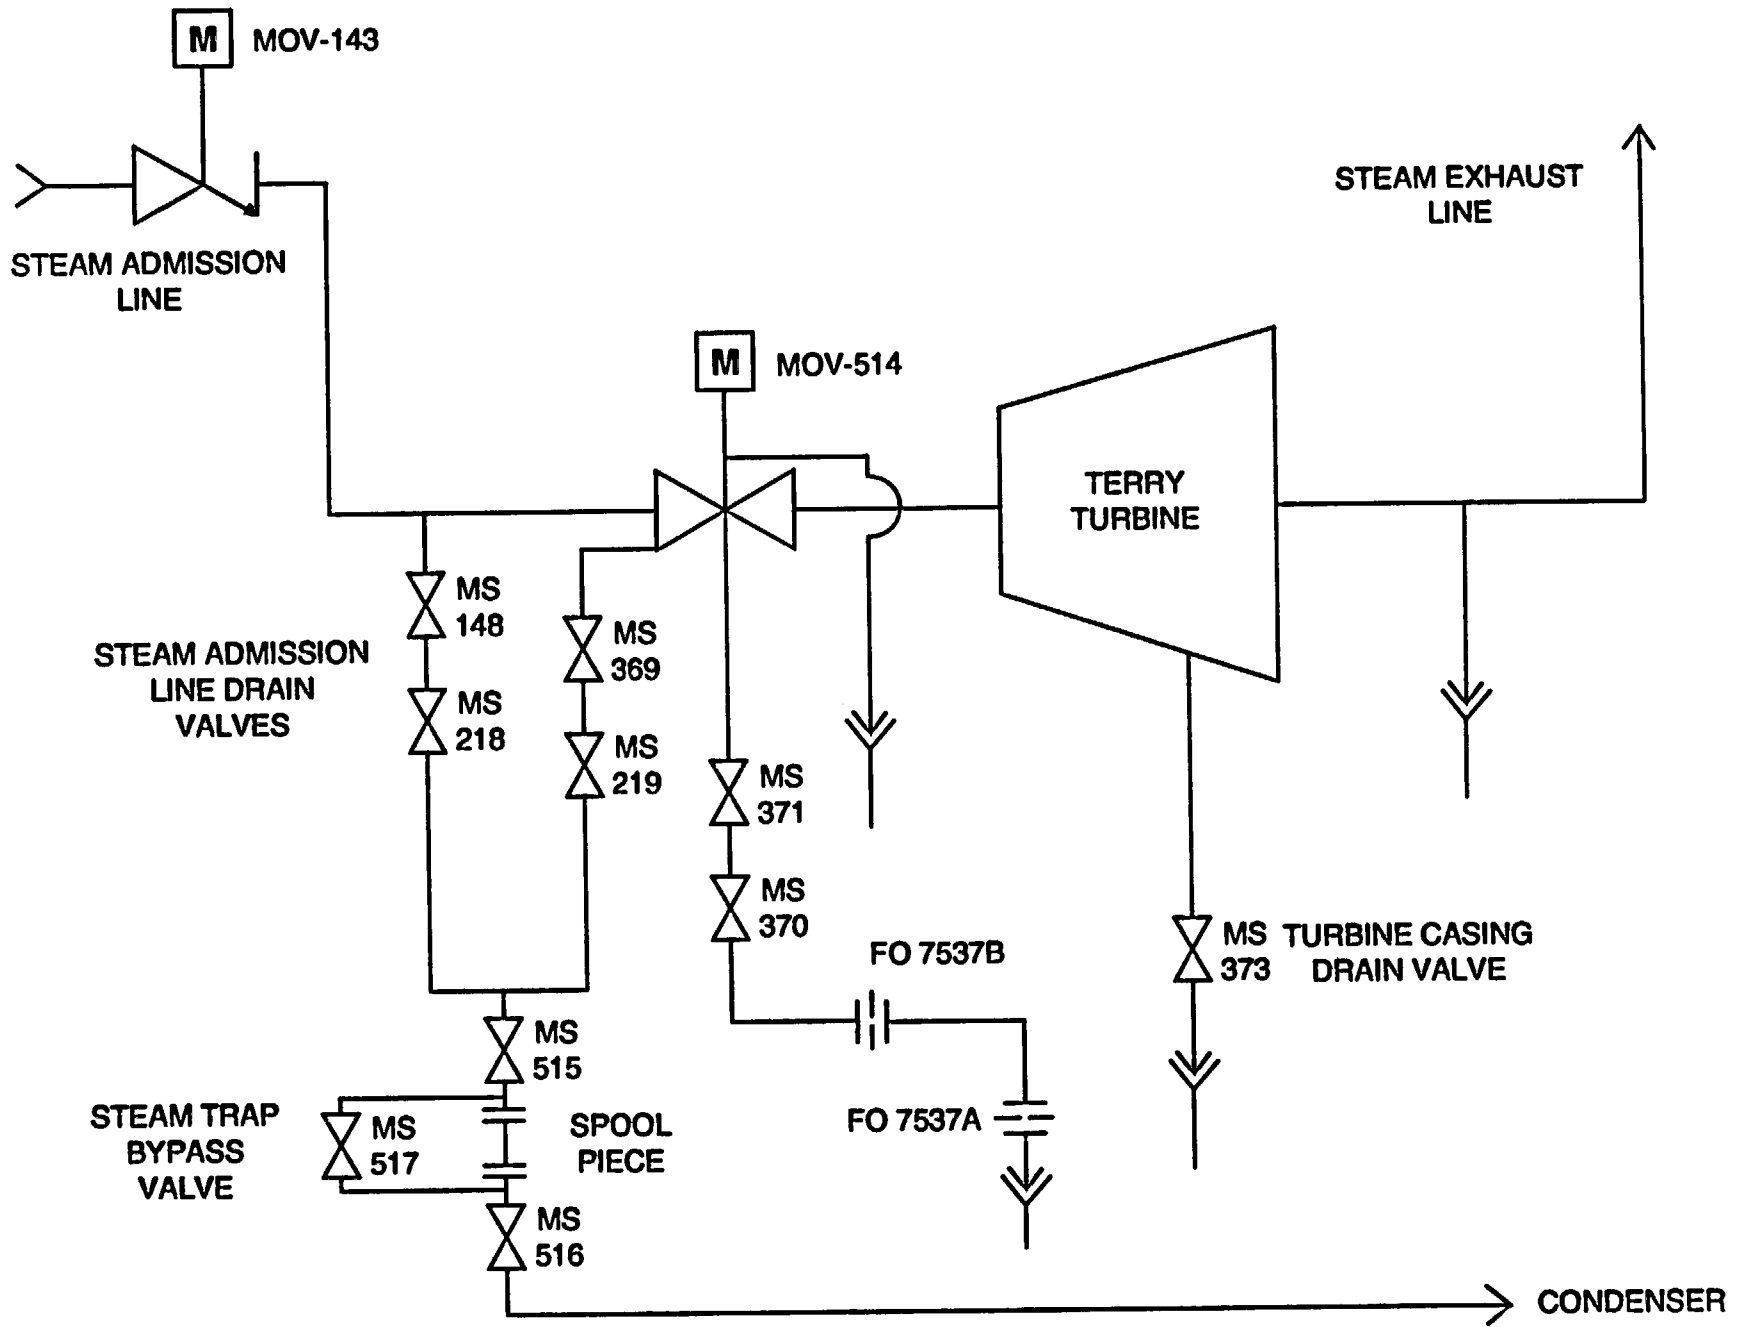 M MOV-143
STEAM EXHAUST
LINE
STEAM ADMISSION
LINE
M MOV-514
TERRY
TURBINE
MS
148
STEAM ADMISSION
LINE DRAIN
VALVES
MS
369
MS
218
MS
219
MS
371
MS
370
FO 7537B
MS
373
TURBINE CASING
DRAIN VALVE
MS
515
STEAM TRAP
BYPASS
VALVE
MS
517
SPOOL
PIECE
FO 7537A
MS
516
CONDENSER